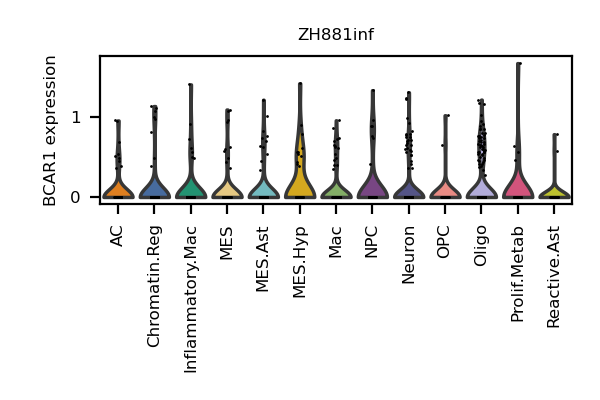 ZH881inf
BCAR1 expression
1
0
AC
Chromatin.Reg
Inflammatory.Mac
MES
MES.Ast
MES.Hyp
Mac
NPC
Neuron
OPC
Oligo
Prolif.Metab
Reactive.Ast